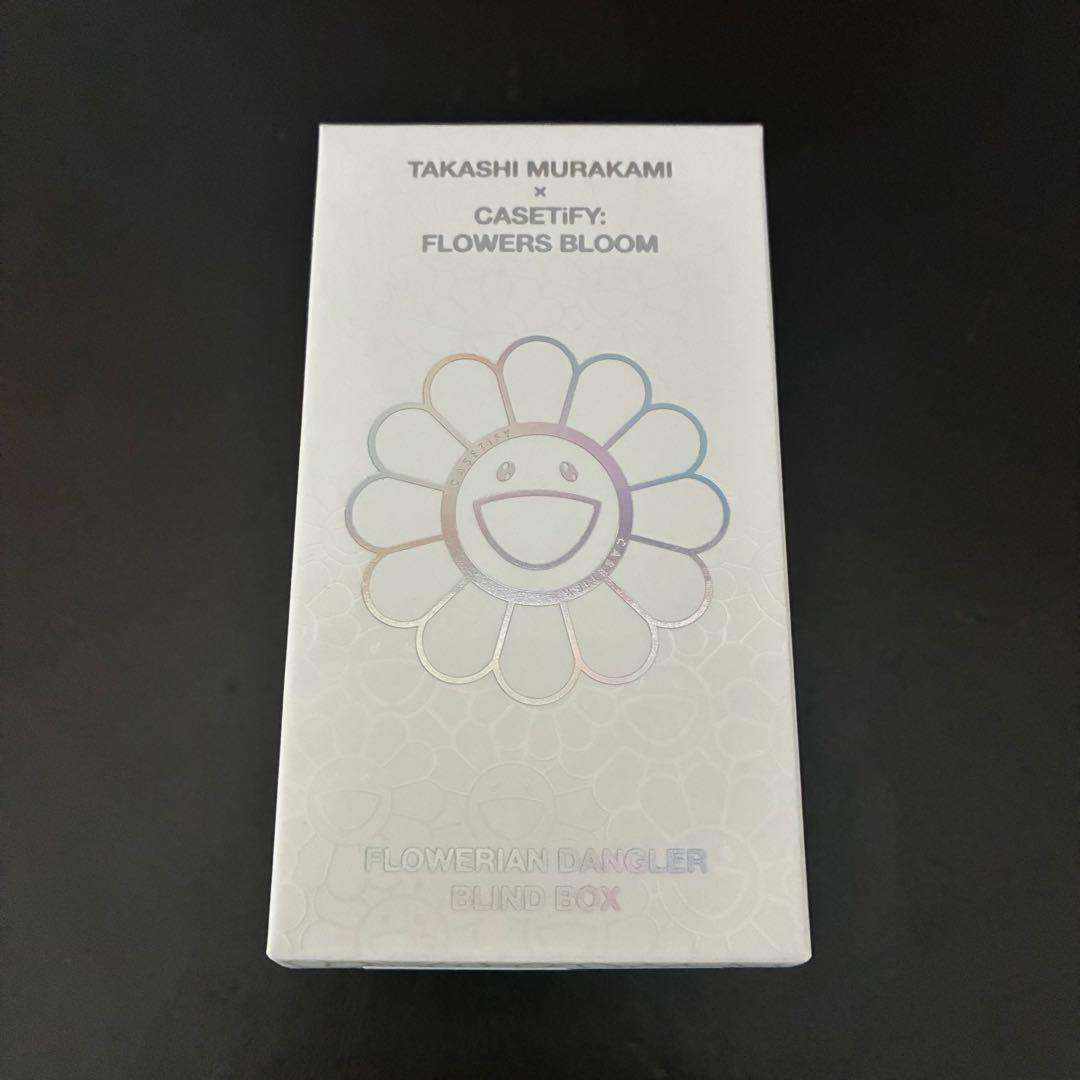 TAKASHI MURAKAMI
×
CASETiFY:
FLOWERS BLOOM
CASETiFY
CASETiFY
FLOWERIAN DANGLER
BLIND BOX